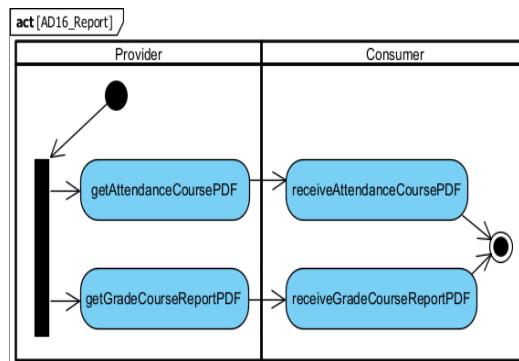 act [AD16_Report]
Provider
Consumer
getAttendanceCoursePDF
receiveAttendanceCoursePDF
getGradeCourseReportPDF
receiveGradeCourseReportPDF